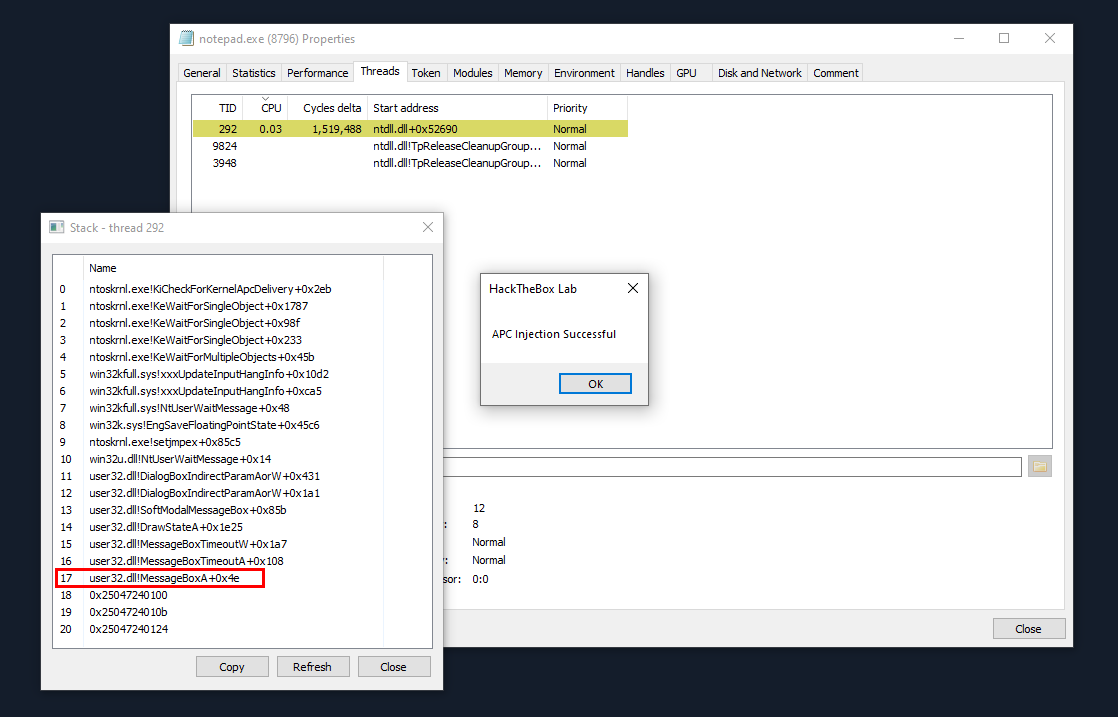 notepad.exe (8796) Properties
General Statistics Performance Threads Token Modules Memory Environment Handles GPU Disk and Network Comment
TID CPU Cycles delta Start address Priority
292 0.03 1,519,488 ntdll.dll+0x52690 Normal
9824 ntdll.dll!TpReleaseCleanupGroup... Normal
3948 ntdll.dll!TpReleaseCleanupGroup... Normal
Stack - thread 292
Name
0 ntoskrnl.exe!KiCheckForKernelApcDelivery+0x2eb
1 ntoskrnl.exe!KeWaitForSingleObject+0x1787
2 ntoskrnl.exe!KeWaitForSingleObject+0x98f
3 ntoskrnl.exe!KeWaitForSingleObject+0x233
4 ntoskrnl.exe!KeWaitForMultipleObjects+0x45b
5 win32kfull.sys!xxxUpdateInputHangInfo+0x10d2
6 win32kfull.sys!xxxUpdateInputHangInfo+0xca5
7 win32kfull.sys!NtUserWaitMessage+0x48
8 win32k.sys!EngSaveFloatingPointState+0x45c6
9 ntoskrnl.exe!setjmpex+0x85c5
10 win32u.dll!NtUserWaitMessage+0x14
11 user32.dll!DialogBoxIndirectParamAorW+0x431
12 user32.dll!DialogBoxIndirectParamAorW+0x1a1
13 user32.dll!SoftModalMessageBox+0x85b
14 user32.dll!DrawStateA+0x1e25
15 user32.dll!MessageBoxTimeoutW+0x1a7
16 user32.dll!MessageBoxTimeoutA+0x108
17 user32.dll!MessageBoxA+0x4e
18 0x25047240100
19 0x2504724010b
20 0x25047240124
Copy Refresh Close
HackTheBox Lab
APC Injection Successful
OK
12
: 8
Normal
y: Normal
sor: 0:0
Close